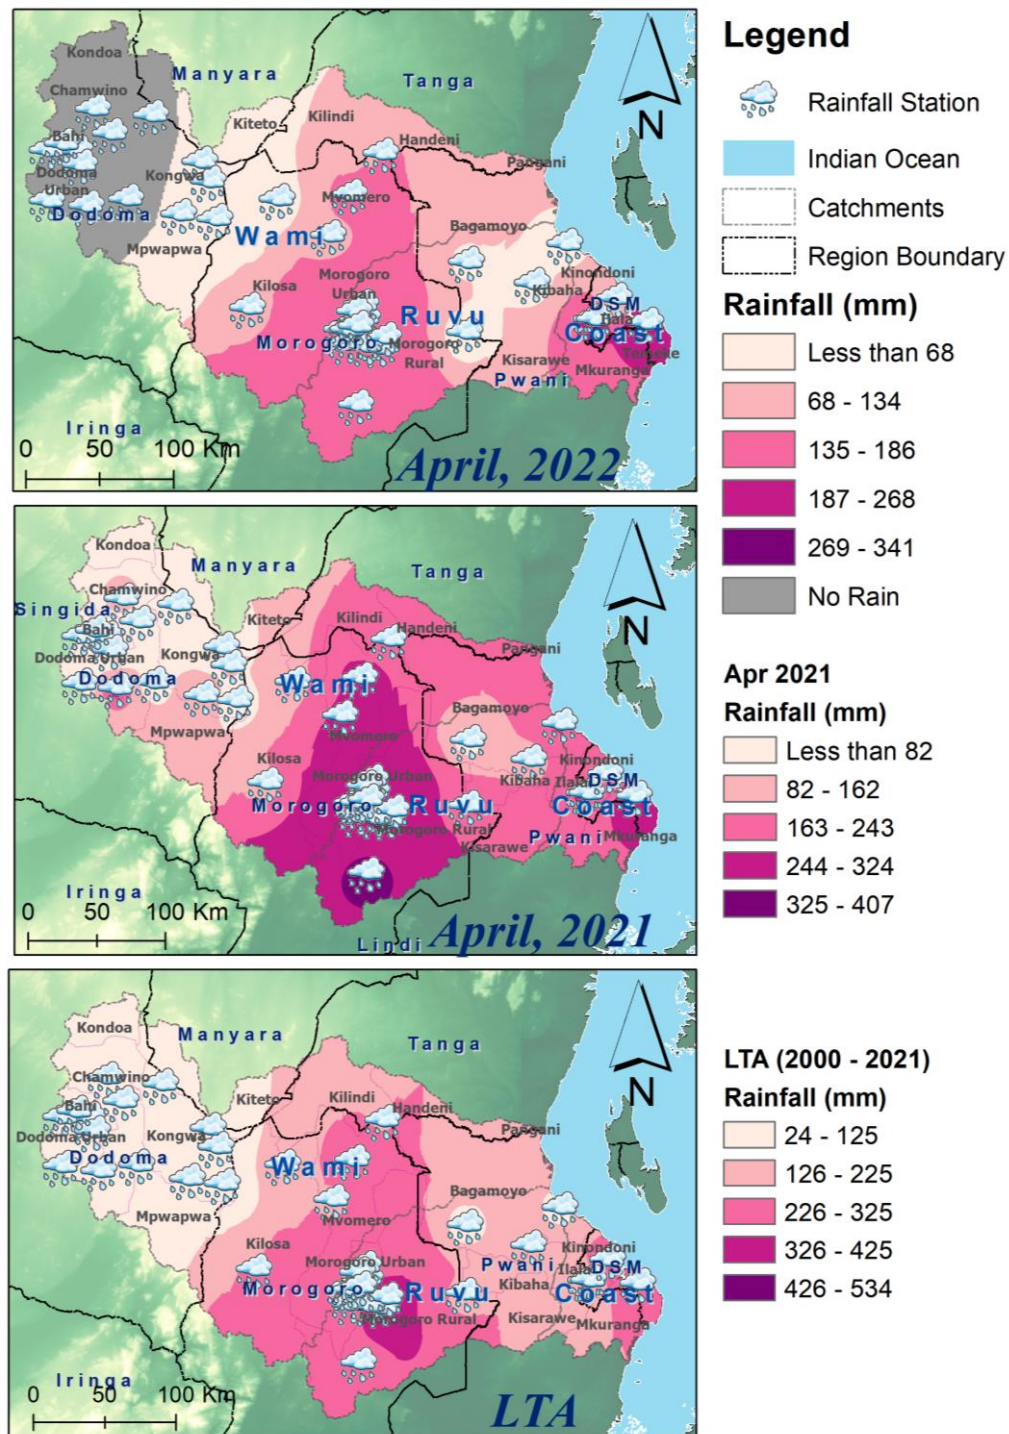 Kondoa
Manyara
Tanga
Chamwino
Kiteto
Kilindi
Handeni
Bahi
Pangani
Dodoma
Urban
Kongwa
Dodoma
Mvomero
Mpwapwa
Wami
Bagamoyo
Kilosa
Morogoro
Urban
Kinondoni
Kibaha
DSM
Ilala
Ruvu
Coast
Morogoro
Morogoro
Rural
Temeke
Kisarawe
Mkuranga
Pwani
Iringa
0 50 100 Km
April, 2022
N
Kondoa
Manyara
Tanga
Chamwino
Singida
Kiteto
Kilindi
Handeni
Bahi
Dodoma Urban
Kongwa
Pangani
Dodoma
Wami
Mpwapwa
Bagamoyo
Mvomero
Kilosa
Kinondoni
Morogoro Urban
Kibaha
Ilala
DSM
Morogoro
Ruvu
Coast
Morogoro Rural
Pwani
Mkuranga
Kisarawe
Iringa
0 50 100 Km
Lindi
April, 2021
N
Kondoa
Manyara
Tanga
Chamwino
Kiteto
Kilindi
Handeni
Bahi
Dodoma Urban
Kongwa
Pangani
Dodoma
Wami
Mpwapwa
Bagamoyo
Mvomero
Kilosa
Kinondoni
Morogoro Urban
Pwani
Ilala
DSM
Morogoro
Ruvu
Kibaha
Coast
Morogoro Rural
Kisarawe
Mkuranga
Iringa
0 50 100 Km
LTA
N
Legend
Rainfall Station
Indian Ocean
Catchments
Region Boundary
Rainfall (mm)
Less than 68
68 - 134
135 - 186
187 - 268
269 - 341
No Rain
Apr 2021
Rainfall (mm)
Less than 82
82 - 162
163 - 243
244 - 324
325 - 407
LTA (2000 - 2021)
Rainfall (mm)
24 - 125
126 - 225
226 - 325
326 - 425
426 - 534